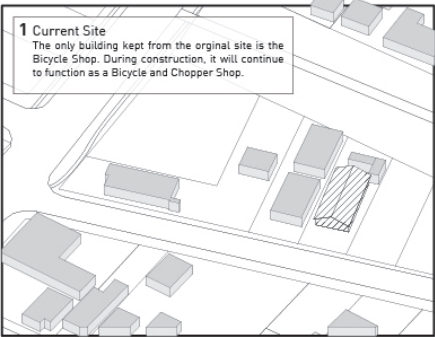 1 Current Site
The only building kept from the orginal site is the
Bicycle Shop. During construction, it will continue
to function as a Bicycle and Chopper Shop.